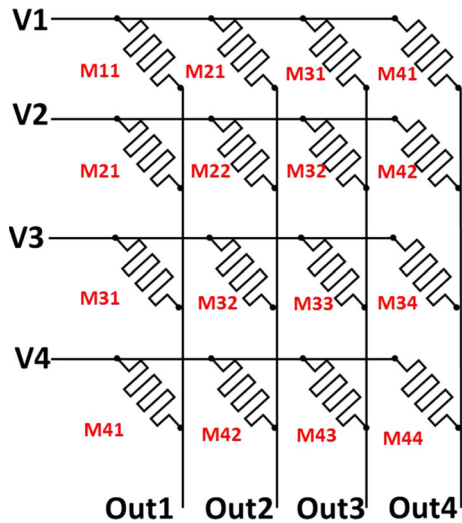 V1
M11 M21 M31 M41
V2
M21 M22 M32 M42
V3
M31 M32 M33 M34
V4
M41 M42 M43 M44
Out1 Out2 Out3 Out4